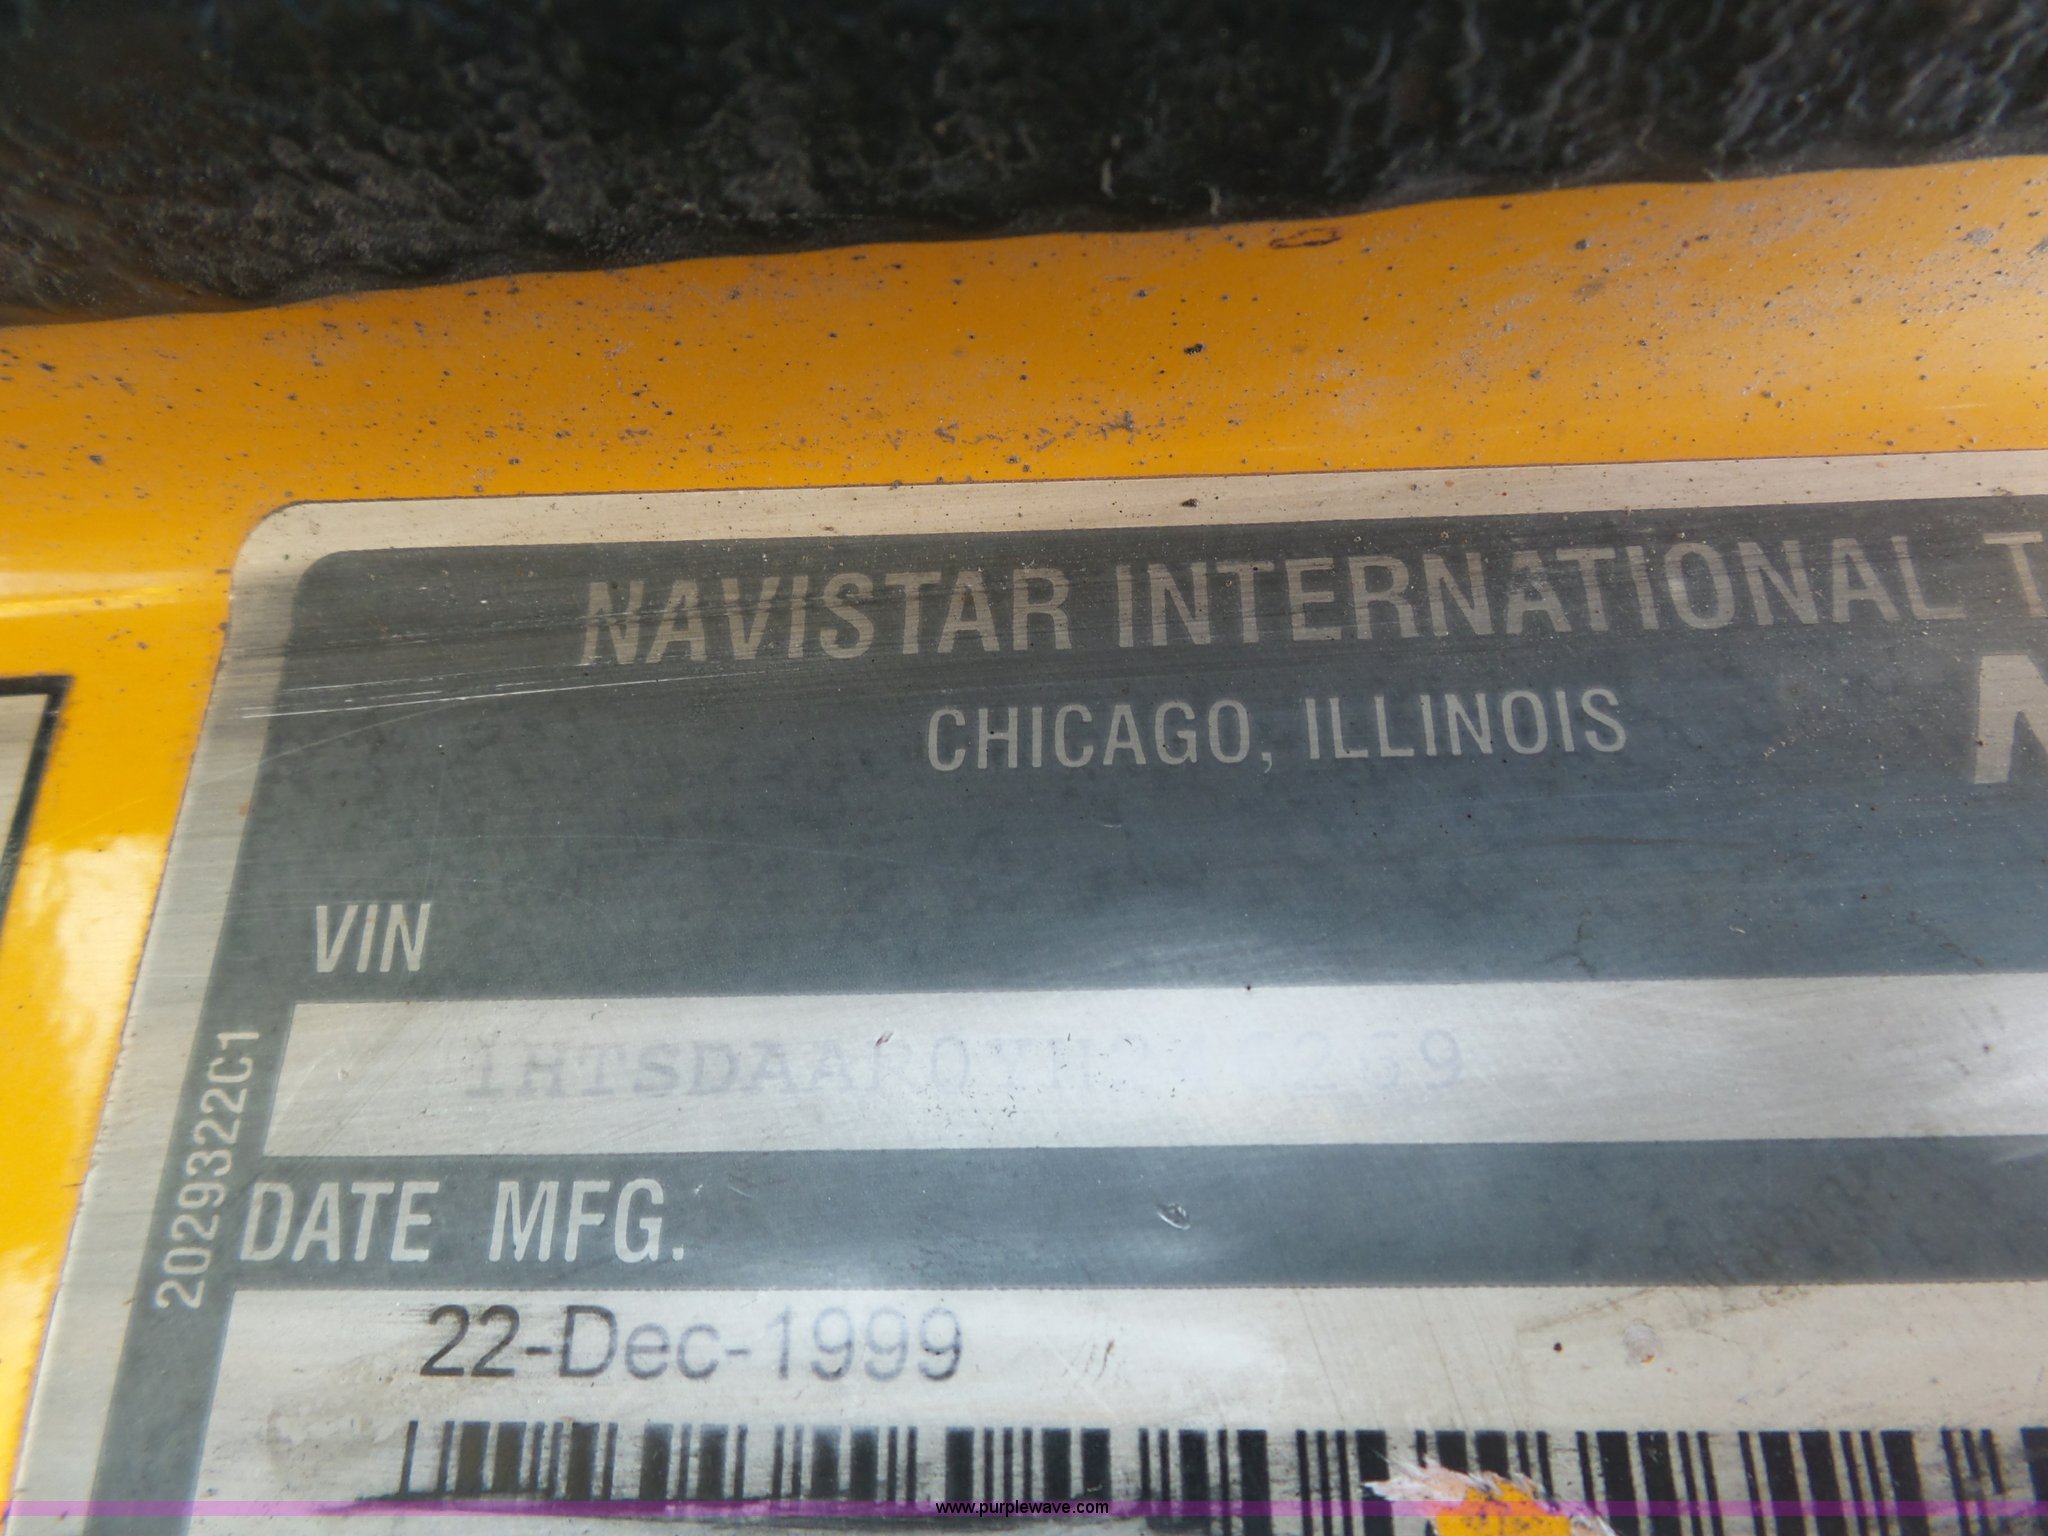 NAVISTAR INTERNATIONAL T
CHICAGO, ILLINOIS
VIN
DATE MFG.
22-Dec-1999
2029322C1
www.purplewave.com